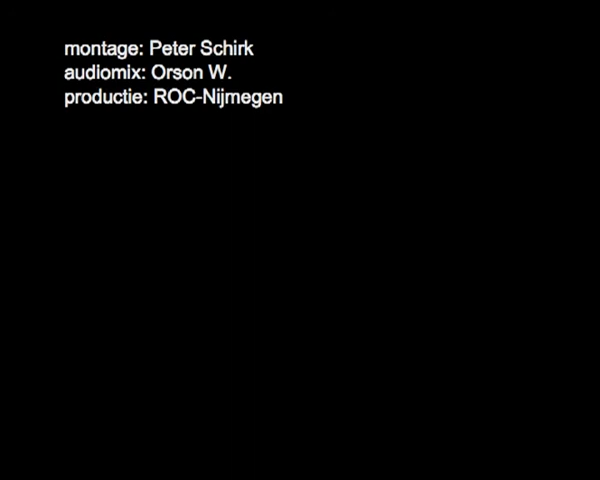 montage: Peter Schirk
audiomix: Orson W.
productie: ROC-Nijmegen